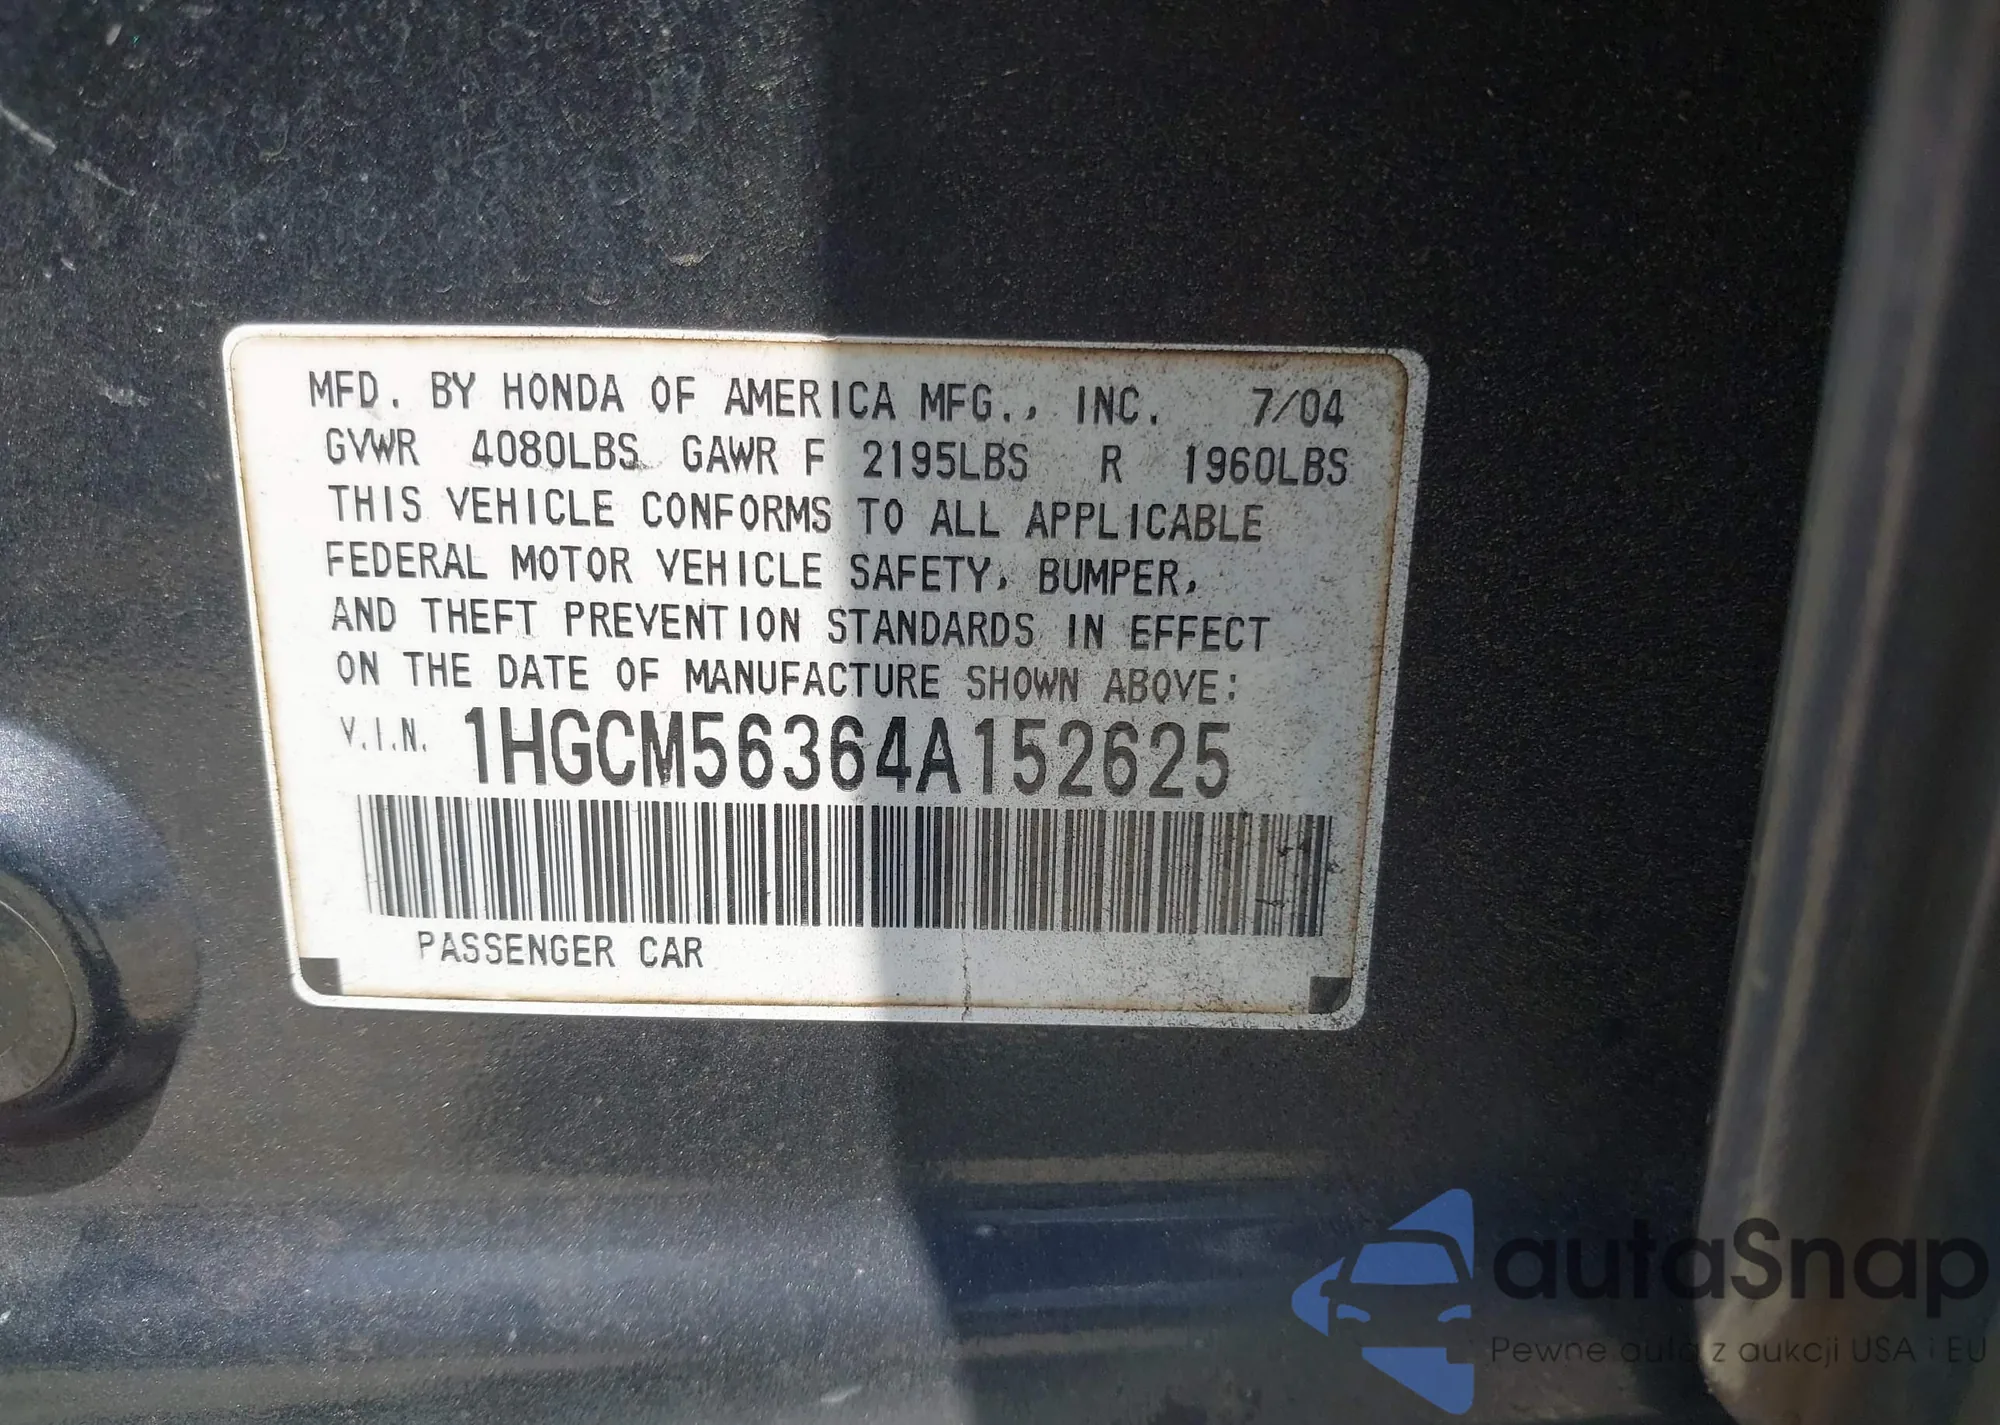 MFD. BY HONDA OF AMERICA MFG., INC. 7/04
GVWR 4080LBS GAWR F 2195LBS R 1960LBS
THIS VEHICLE CONFORMS TO ALL APPLICABLE
FEDERAL MOTOR VEHICLE SAFETY, BUMPER,
AND THEFT PREVENTION STANDARDS IN EFFECT
ON THE DATE OF MANUFACTURE SHOWN ABOVE:
V.I.N. 1HGCM56364A152625
PASSENGER CAR
autaSnap
Pewne auta z aukcji USA i EU